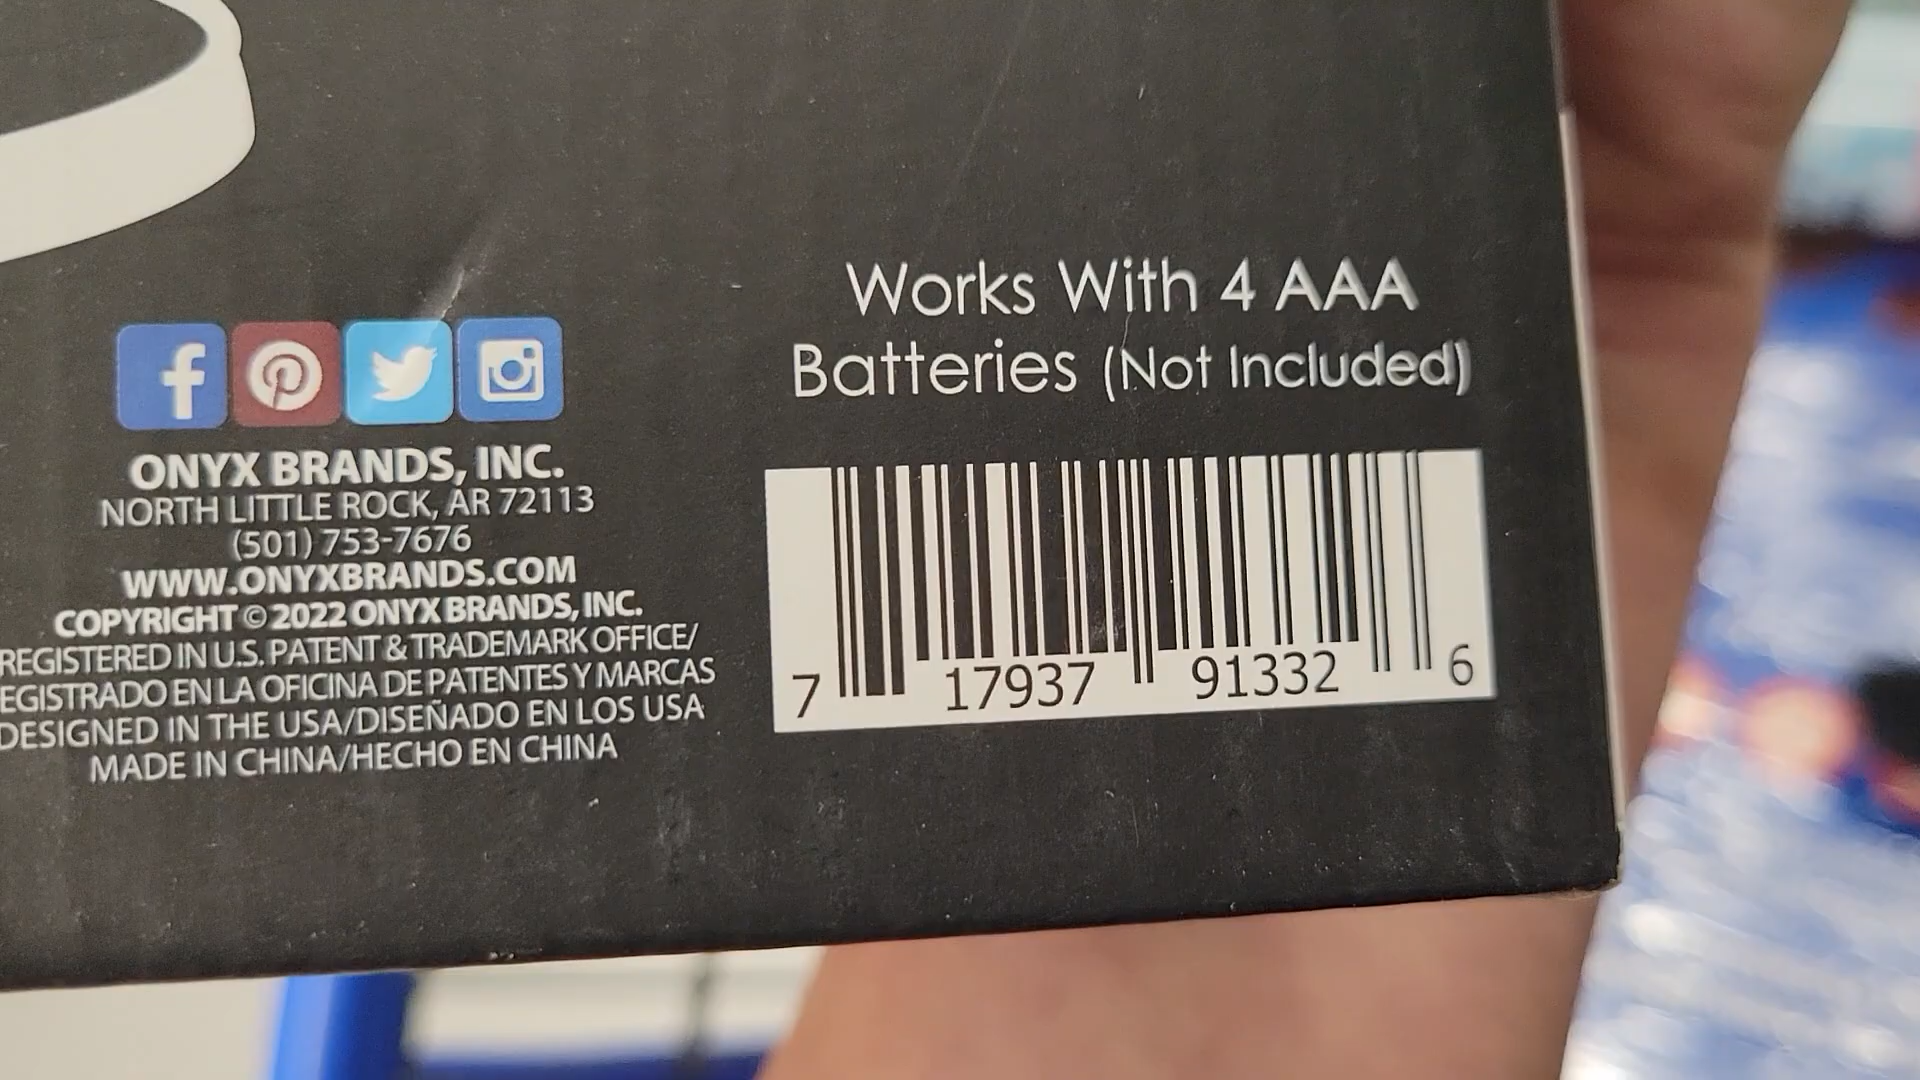 Works With 4 AAA
Batteries (Not Included)
ONYX BRANDS, INC.
NORTH LITTLE ROCK, AR 72113
(501) 753-7676
WWW.ONYXBRANDS.COM
COPYRIGHT © 2022 ONYX BRANDS, INC.
REGISTERED IN U.S. PATENT & TRADEMARK OFFICE/
EGISTRADO EN LA OFICINA DE PATENTES Y MARCAS
DESIGNED IN THE USA/DISEÑADO EN LOS USA
MADE IN CHINA/HECHO EN CHINA
7 17937 91332 6